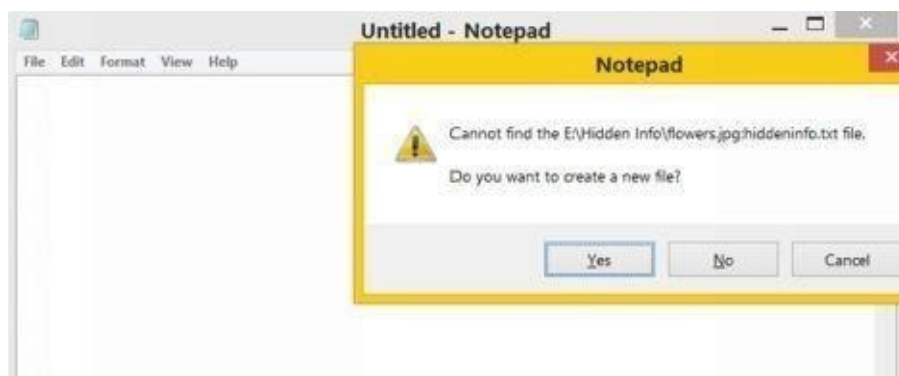 Untitled - Notepad
File Edit Format View Help
Notepad
Cannot find the E:\Hidden Info\flowers.jpg:hiddeninfo.txt file.
Do you want to create a new file?
Yes No Cancel